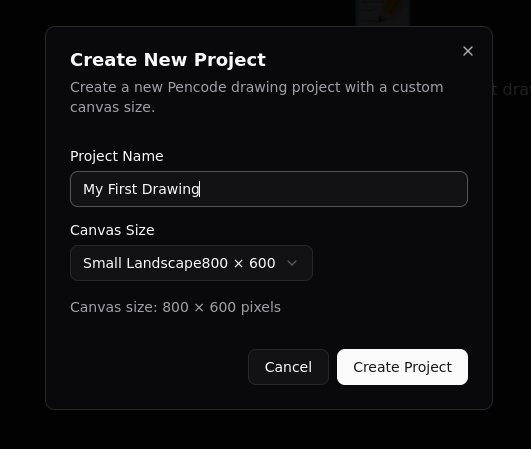 Create New Project
Create a new Pencode drawing project with a custom
canvas size.
Project Name
My First Drawing
Canvas Size
Small Landscape800 × 600
Canvas size: 800 × 600 pixels
Cancel
Create Project